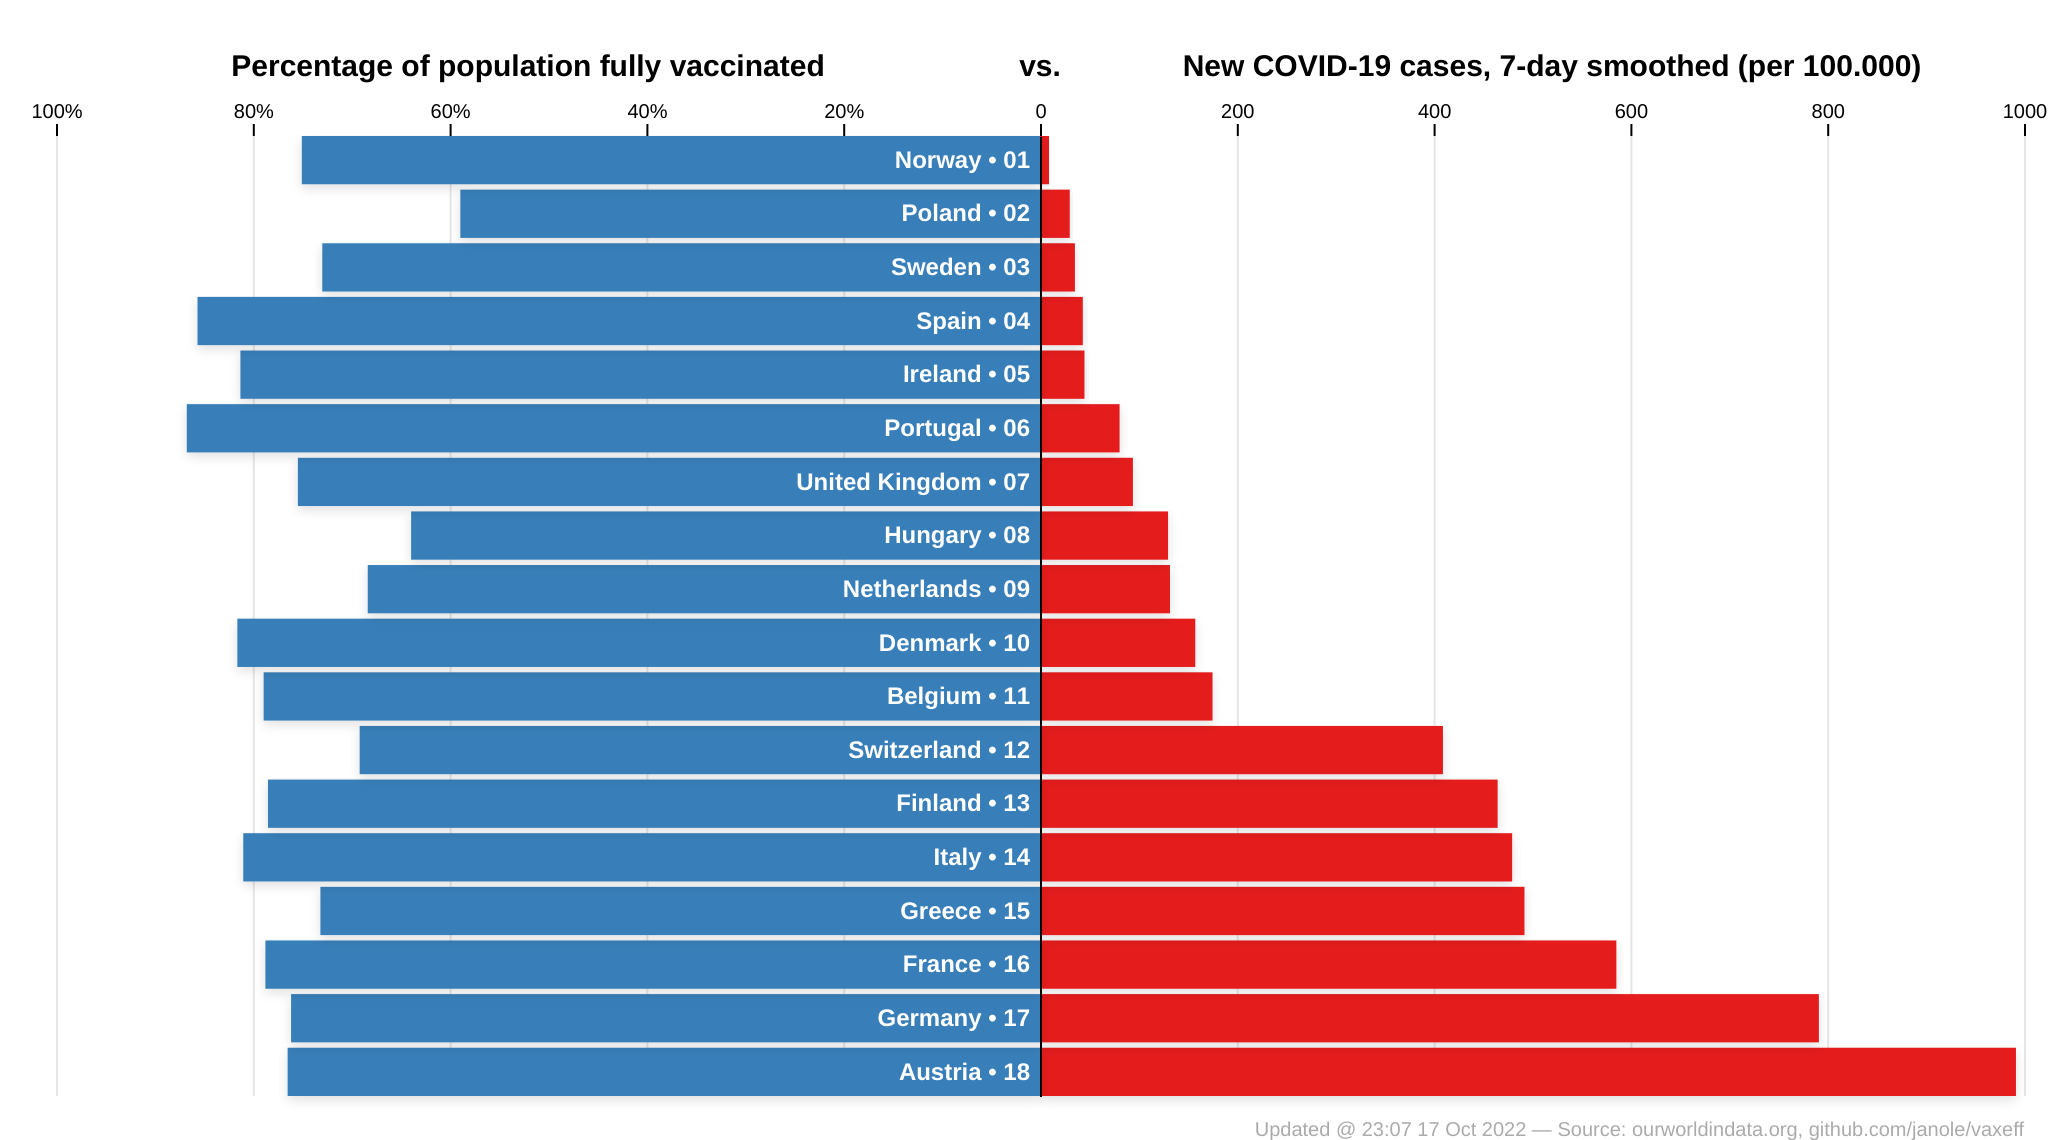 Percentage of population fully vaccinated vs. New COVID-19 cases, 7-day smoothed (per 100.000)
100% 80% 60% 40% 20% 0 200 400 600 800 1000
Norway • 01
Poland • 02
Sweden • 03
Spain • 04
Ireland • 05
Portugal • 06
United Kingdom • 07
Hungary • 08
Netherlands • 09
Denmark • 10
Belgium • 11
Switzerland • 12
Finland • 13
Italy • 14
Greece • 15
France • 16
Germany • 17
Austria • 18
Updated @ 23:07 17 Oct 2022 — Source: ourworldindata.org, github.com/janole/vaxeff